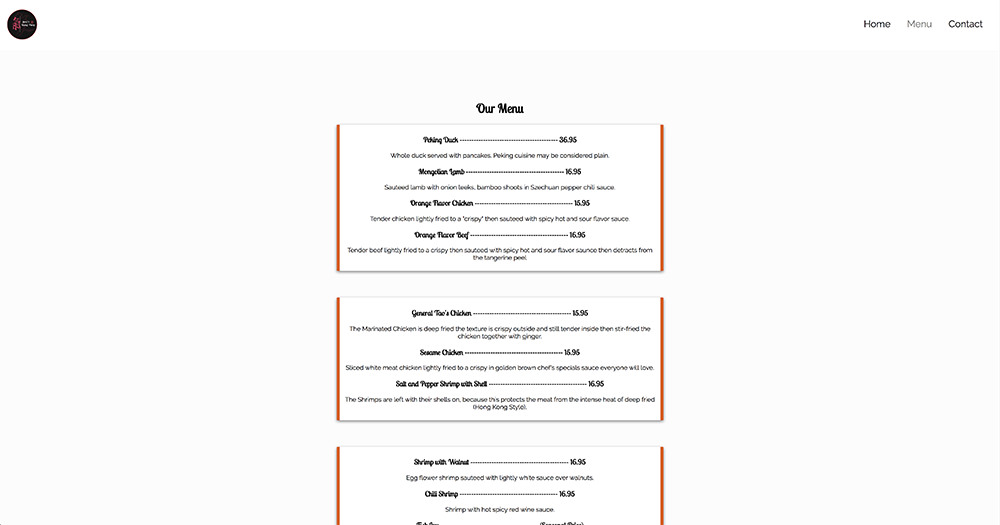 Home Menu Contact
Our Menu
Peking Duck ------------------------------------------ 36.95
Whole duck served with pancakes. Peking cuisine may be considered plain.
Mongolian Lamb ------------------------------------------ 16.95
Sauteed lamb with onion leeks, bamboo shoots in Szechuan pepper chili sauce.
Orange Flavor Chicken ------------------------------------------ 15.95
Tender chicken lightly fried to a "crispy" then sauteed with spicy hot and sour flavor sauce.
Orange Flavor Beef ------------------------------------------ 16.95
Tender beef lightly fried to a crispy then sauteed with spicy hot and sour flavor saunce then detracts from
the tangerine peel.
General Tao's Chicken ------------------------------------------ 15.95
The Marinated Chicken is deep fried the texture is crispy outside and still tender inside then stir-fried the
chicken together with ginger.
Sesame Chicken ------------------------------------------ 15.95
Sliced white meat chicken lightly fried to a crispy in golden brown chef's specials sauce everyone will love.
Salt and Pepper Shrimp with Shell ------------------------------------------ 16.95
The Shrimps are left with their shells on, because this protects the meat from the intense heat of deep fried
(Hong Kong Style).
Shrimp with Walnut ------------------------------------------ 16.95
Egg flower shrimp sauteed with lightly white sauce over walnuts.
Chili Shrimp ------------------------------------------ 16.95
Shrimp with hot spicy red wine sauce.